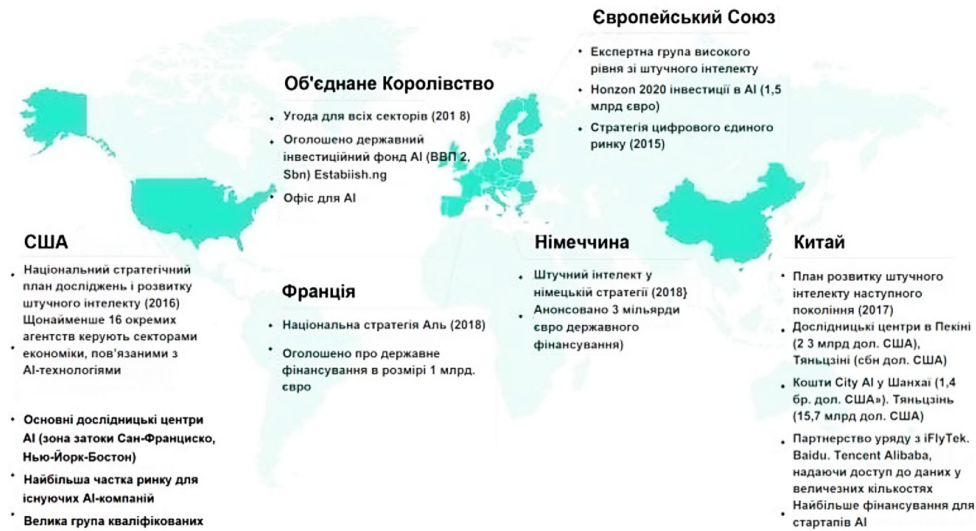 Європейський Союз
• Експертна група високого
рівня зі штучного інтелекту
• Honzon 2020 інвестиції в AI (1,5
млрд євро)
• Стратегія цифрового єдиного
ринку (2015)
Об'єднане Королівство
• Угода для всіх секторів (201 8)
• Оголошено державний
інвестиційний фонд AI (ВВП 2,
Sbn) Estabiish.ng
• Офіс для AI
США
• Національний стратегічний
план досліджень і розвитку
штучного інтелекту (2016)
Щонайменше 16 окремих
агентств керують секторами
• економіки, пов’язаними з
AI-технологіями
• Основні дослідницькі центри
AI (зона затоки Сан-Франциско,
Нью-Йорк-Бостон)
• Найбільша частка ринку для
існуючих AI-компаній
• Велика група кваліфікованих
Франція
• Національна стратегія Аль (2018)
• Оголошено про державне
фінансування в розмірі 1 млрд.
євро
Німеччина
• Штучний інтелект у
німецькій стратегії (2018}
• Анонсовано 3 мільярди
євро державного
фінансування)
Китай
• План розвитку штучного
інтелекту наступного
покоління (2017)
• Дослідницькі центри в Пекіні
(2 3 млрд дол. США),
Тяньцзіні (сбн дол. США)
• Кошти City AI у Шанхаї (1,4
бр. дол. США»). Тяньцзінь
(15,7 млрд дол. США)
• Партнерство уряду з iFlyTek.
Baidu. Tencent Alibaba,
надаючи доступ до даних у
величезних кількостях
Найбільше фінансування для
• стартапів AI